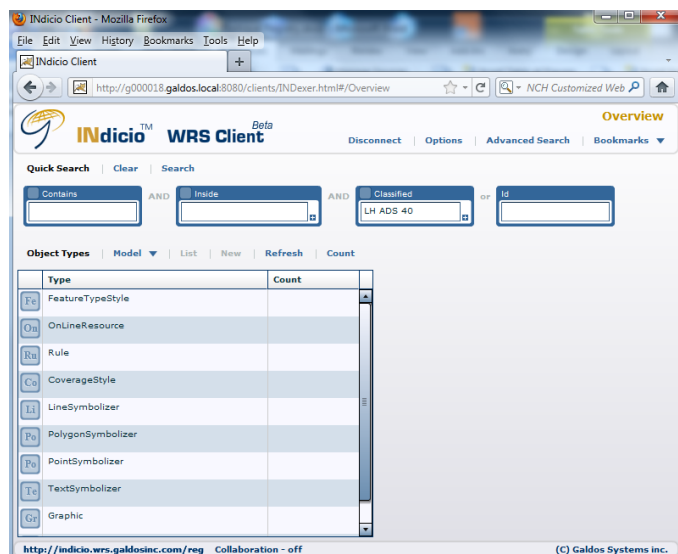 INdicio Client - Mozilla Firefox
File Edit View History Bookmarks Tools Help
INdicio Client +
http://g000018.galdos.local:8080/clients/INDexer.html#/Overview NCH Customized Web
Overview
INdicio™ WRS Client Beta
Disconnect Options Advanced Search Bookmarks
Quick Search Clear Search
Contains AND Inside AND Classified or Id
LH ADS 40
Object Types Model List New Refresh Count
Type Count
Fe FeatureTypeStyle
On OnLineResource
Ru Rule
Co CoverageStyle
Li LineSymbolizer
Po PolygonSymbolizer
Po PointSymbolizer
Te TextSymbolizer
Gr Graphic
http://indicio.wrs.galdosinc.com/reg Collaboration - off (C) Galdos Systems inc.